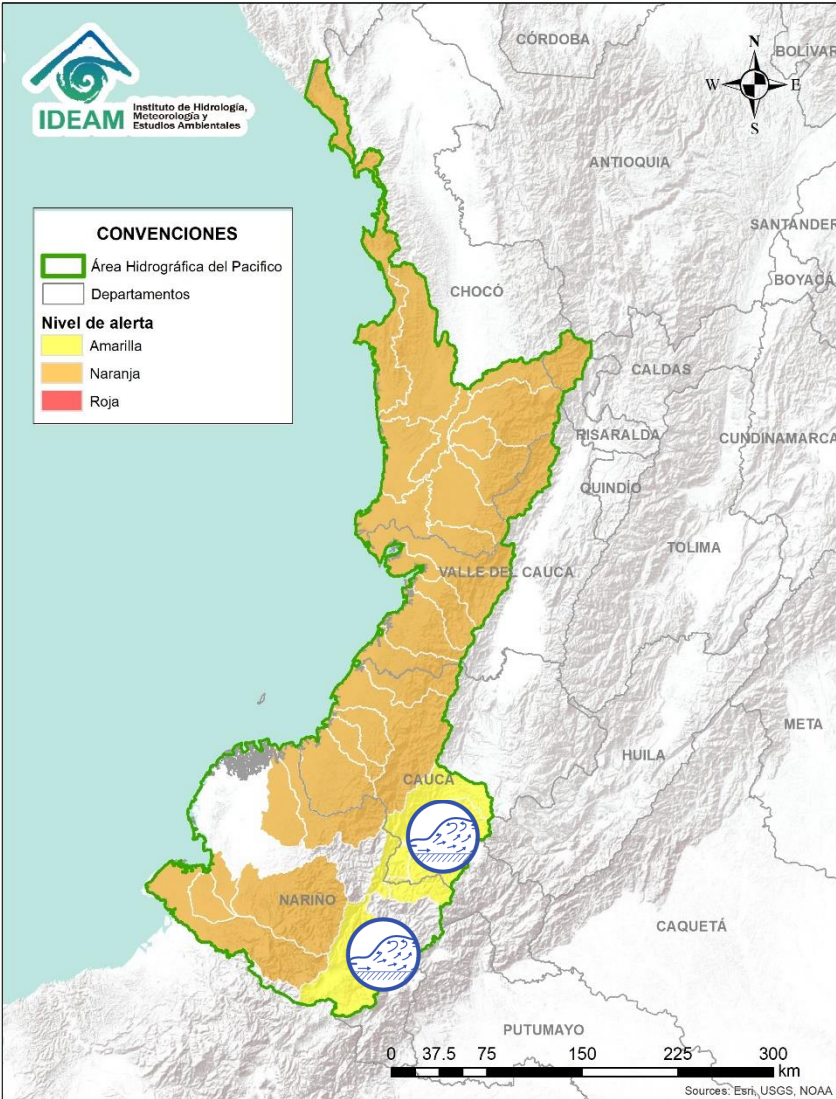 IDEAM
Instituto de Hidrología,
Meteorología y
Estudios Ambientales
N
W
E
S
CÓRDOBA
BOLÍVAR
ANTIOQUIA
SANTANDER
BOYACÁ
CONVENCIONES
Área Hidrográfica del Pacifico
Departamentos
Nivel de alerta
Amarilla
Naranja
Roja
CHOCÓ
CALDAS
RISARALDA
CUNDINAMARCA
QUINDÍO
TOLIMA
VALLE DEL CAUCA
META
HUILA
CAUCA
NARIÑO
CAQUETÁ
PUTUMAYO
0 37.5 75 150 225 300
km
Sources: Esri, USGS, NOAA